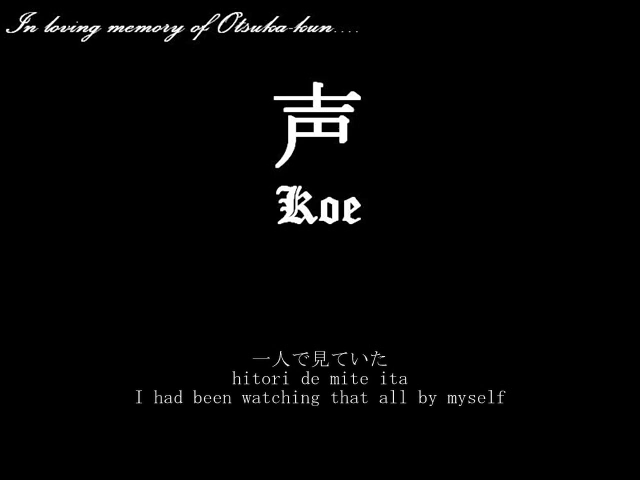 In loving memory of Otsuka-kun....
声
Koe
一人で見ていた
hitori de mite ita
I had been watching that all by myself